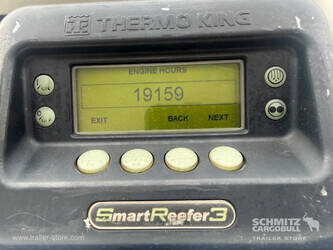 THERMO KING
ENGINE HOURS
19159
EXIT BACK NEXT
SmartReefer3
SCHMITZ
CARGOBULL
TRAILER STORE
www.trailer-store.com